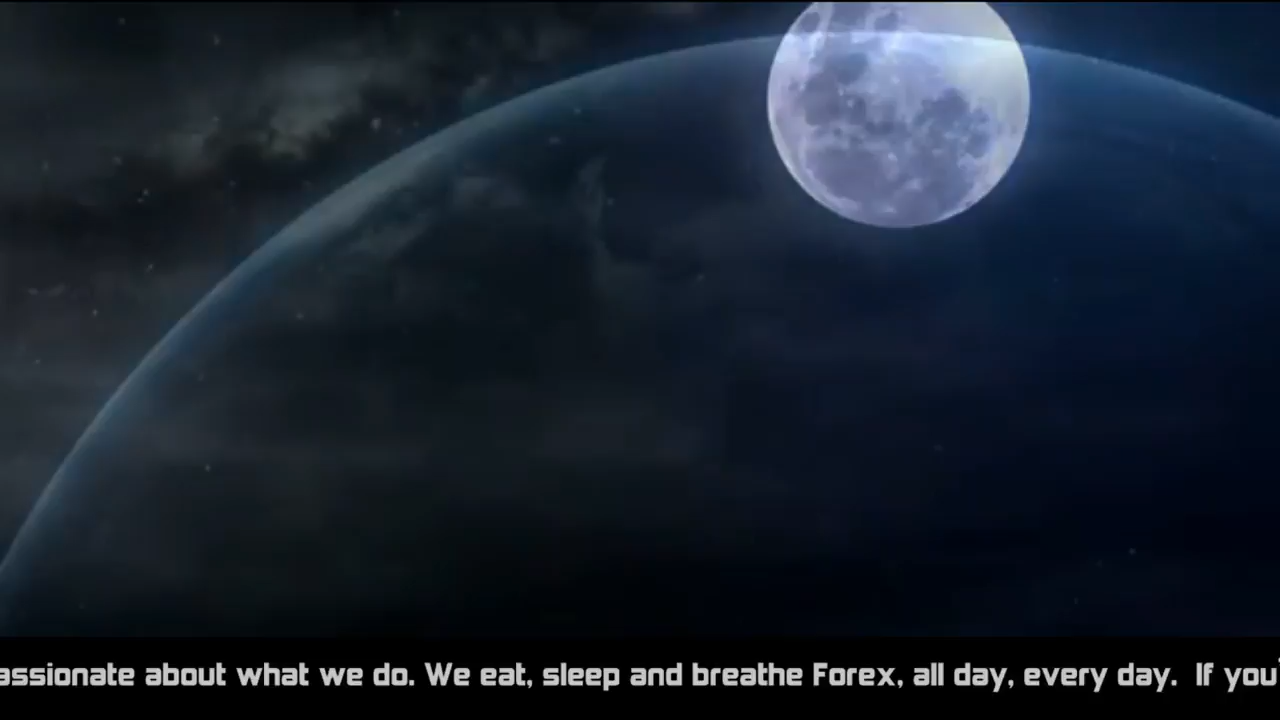 assionate about what we do. We eat, sleep and breathe Forex, all day, every day. If you